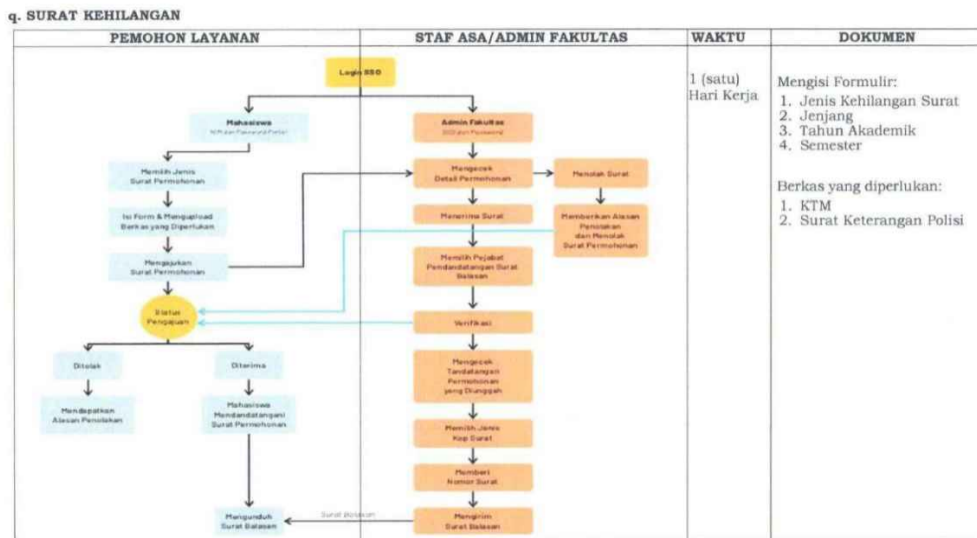 q. SURAT KEHILANGAN
PEMOHON LAYANAN
STAF ASA/ADMIN FAKULTAS
WAKTU
DOKUMEN
Login SSO
Mahasiswa
Memilih Jenis
Surat Permohonan
Isi Form & Mengupload
Berkas yang Diperlukan
Mengajukan
Surat Permohonan
Status
Pengajuan
Ditolak
Diterima
Mendapatkan
Alasan Penolakan
Mahasiswa
Mendandatangani
Surat Permohonan
Mengunduh
Surat Balasan
Surat Balasan
Admin Fakultas
Mengecek
Detail Permohonan
Menolak Surat
Menerima Surat
Memberikan Alasan
Penolakan
dan Menolak
Surat Permohonan
Memilih Pejabat
Pendandatangan Surat
Balasan
Verifikasi
Mengecek
Tandatangan
Permohonan
yang Diunggah
Memilih Jenis
Kop Surat
Memberi
Nomor Surat
Mengirim
Surat Balasan
1 (satu)
Hari Kerja
Mengisi Formulir:
1. Jenis Kehilangan Surat
2. Jenjang
3. Tahun Akademik
4. Semester
Berkas yang diperlukan:
1. KTM
2. Surat Keterangan Polisi